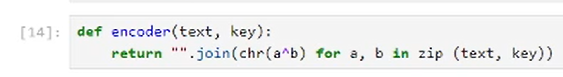 [14]: def encoder(text, key):
return "".join(chr(a^b) for a, b in zip (text, key))